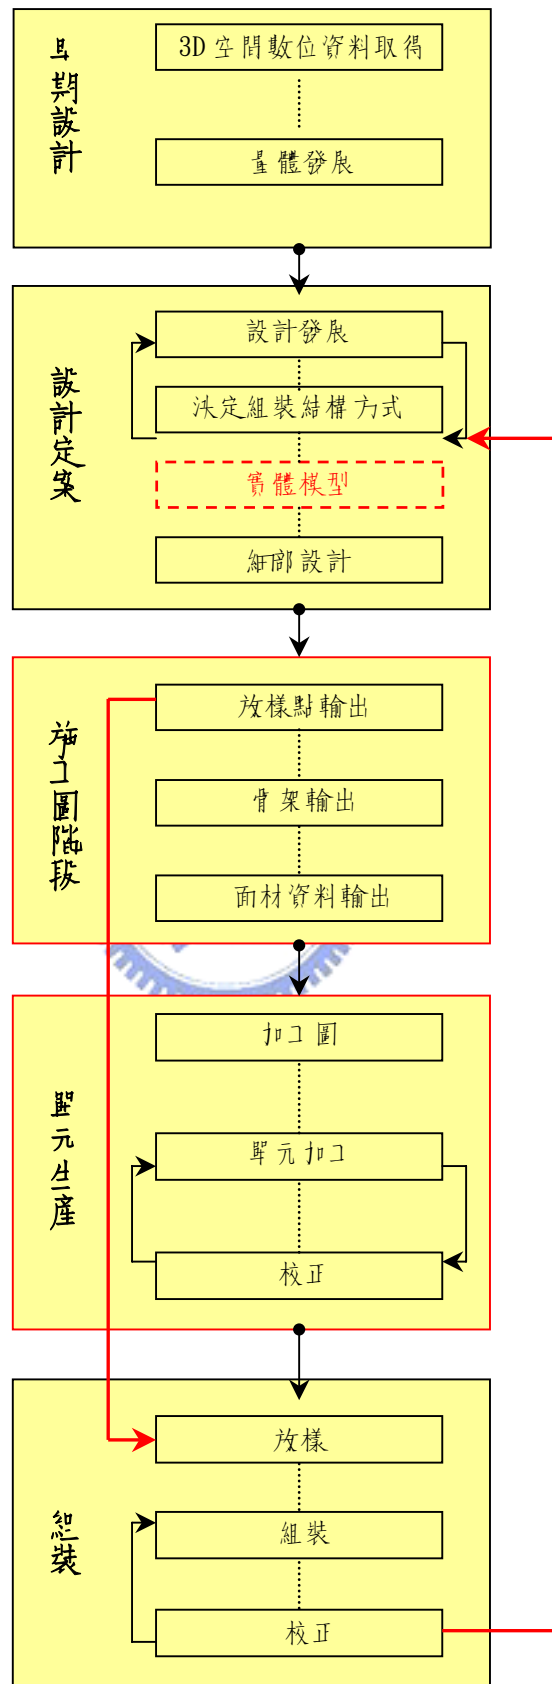 早期設計
3D 空間數位資料取得
量體發展
設計定案
設計發展
決定組裝結構方式
實體模型
細部設計
施工圖階段
放樣點輸出
骨架輸出
面材資料輸出
單元生產
加工圖
單元加工
校正
組裝
放樣
組裝
校正